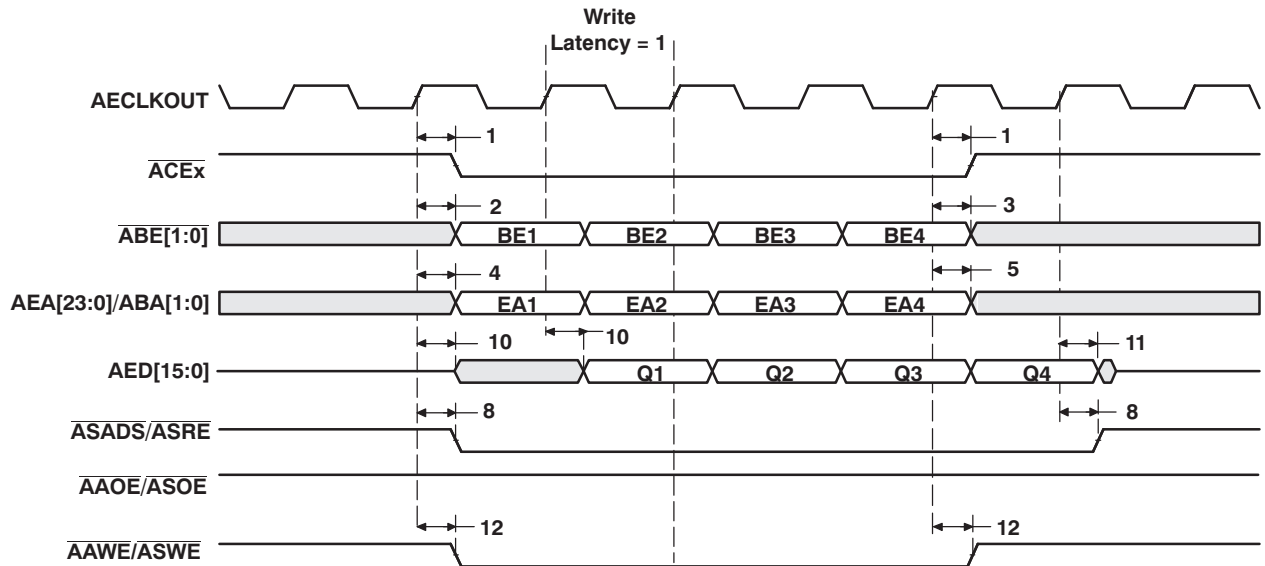 Write
Latency = 1
AECLKOUT
1 1
ACEx
2 3
ABE[1:0] BE1 BE2 BE3 BE4
4 5
AEA[23:0]/ABA[1:0] EA1 EA2 EA3 EA4
10 10 11
AED[15:0] Q1 Q2 Q3 Q4
8 8
ASADS/ASRE
AAOE/ASOE
12 12
AAWE/ASWE